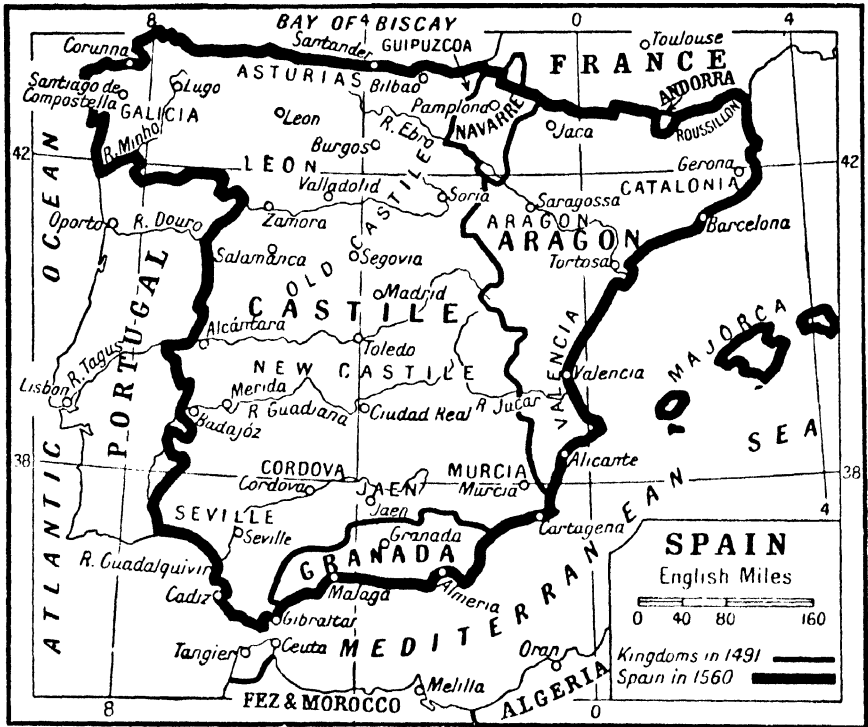 8
BAY OF BISCAY
4
0
4
Corunna
Santander
GUIPUZCOA
Toulouse
FRANCE
Santiago de
Compostella
Lugo
ASTURIAS
Bilbao
ANDORRA
GALICIA
Leon
Pamplona
NAVARRE
Jaca
ROUSSILLON
R. Minho
R. Ebro
Burgos
42
LEON
Gerona
42
Valladolid
Soria
Saragossa
CATALONIA
Oporto
R. Douro
Zamora
ARAGON
Barcelona
Salamanca
Segovia
ARAGON
OLD CASTILE
Tortosa
Madrid
CASTILE
PORTUGAL
Alcántara
Toledo
VALENCIA
MAJORCA
R. Tagus
NEW CASTILE
Valencia
Lisbon
Merida
R Guadiana
Ciudad Real
R Jucar
Badajóz
38
CORDOVA
MURCIA
Alicante
SEA
38
Cordova
JAEN
Murcia
Jaen
SEVILLE
Seville
Granada
Cartagena
4
R. Guadalquivir
GRANADA
Cadiz
Malaga
Almeria
Gibraltar
MEDITERRANEAN
Tangier
Ceuta
Oran
Melilla
FEZ & MOROCCO
ALGERIA
ATLANTIC OCEAN
SPAIN
English Miles
0 40 80 160
Kingdoms in 1491
Spain in 1560
8
0